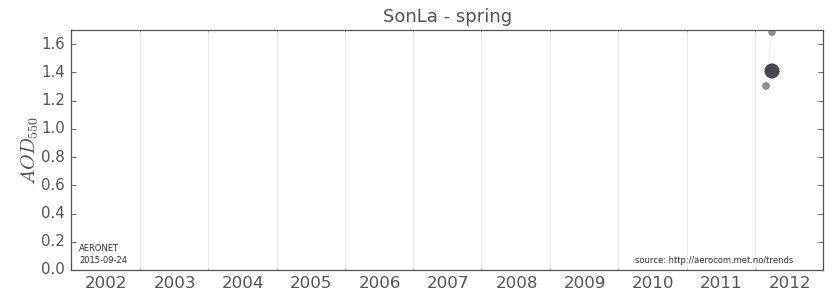 SonLa - spring
AOD₅₅₀
1.6
1.4
1.2
1.0
0.8
0.6
0.4
0.2
0.0
AERONET
2015-09-24
source: http://aerocom.met.no/trends
2002 2003 2004 2005 2006 2007 2008 2009 2010 2011 2012